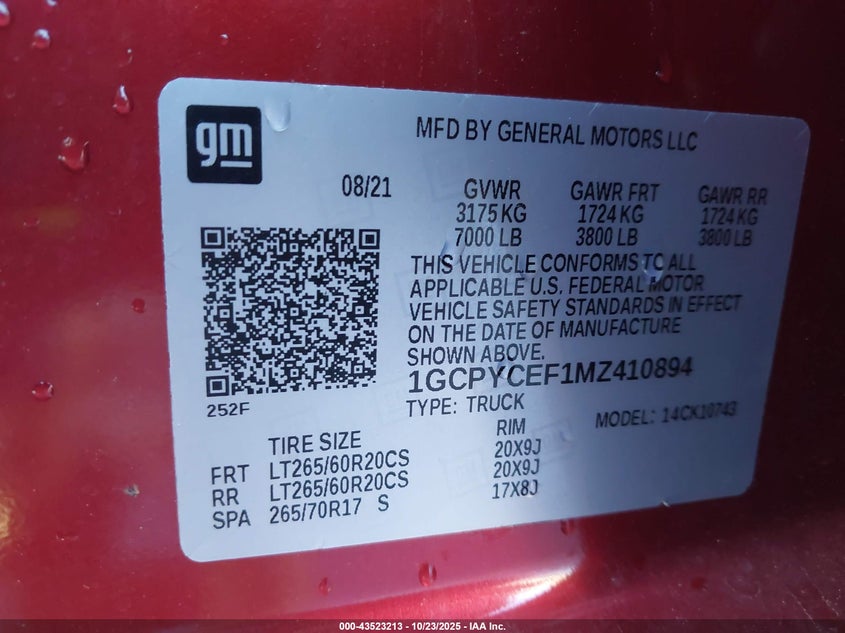 gm
MFD BY GENERAL MOTORS LLC
08/21 GVWR GAWR FRT GAWR RR
3175 KG 1724 KG 1724 KG
7000 LB 3800 LB 3800 LB
THIS VEHICLE CONFORMS TO ALL
APPLICABLE U.S. FEDERAL MOTOR
VEHICLE SAFETY STANDARDS IN EFFECT
ON THE DATE OF MANUFACTURE
SHOWN ABOVE.
1GCPYCEF1MZ410894
252F
TYPE: TRUCK MODEL: 14CK10743
TIRE SIZE RIM
FRT LT265/60R20CS 20X9J
RR LT265/60R20CS 20X9J
SPA 265/70R17 S 17X8J
000-43523213 - 10/23/2025 - IAA Inc.